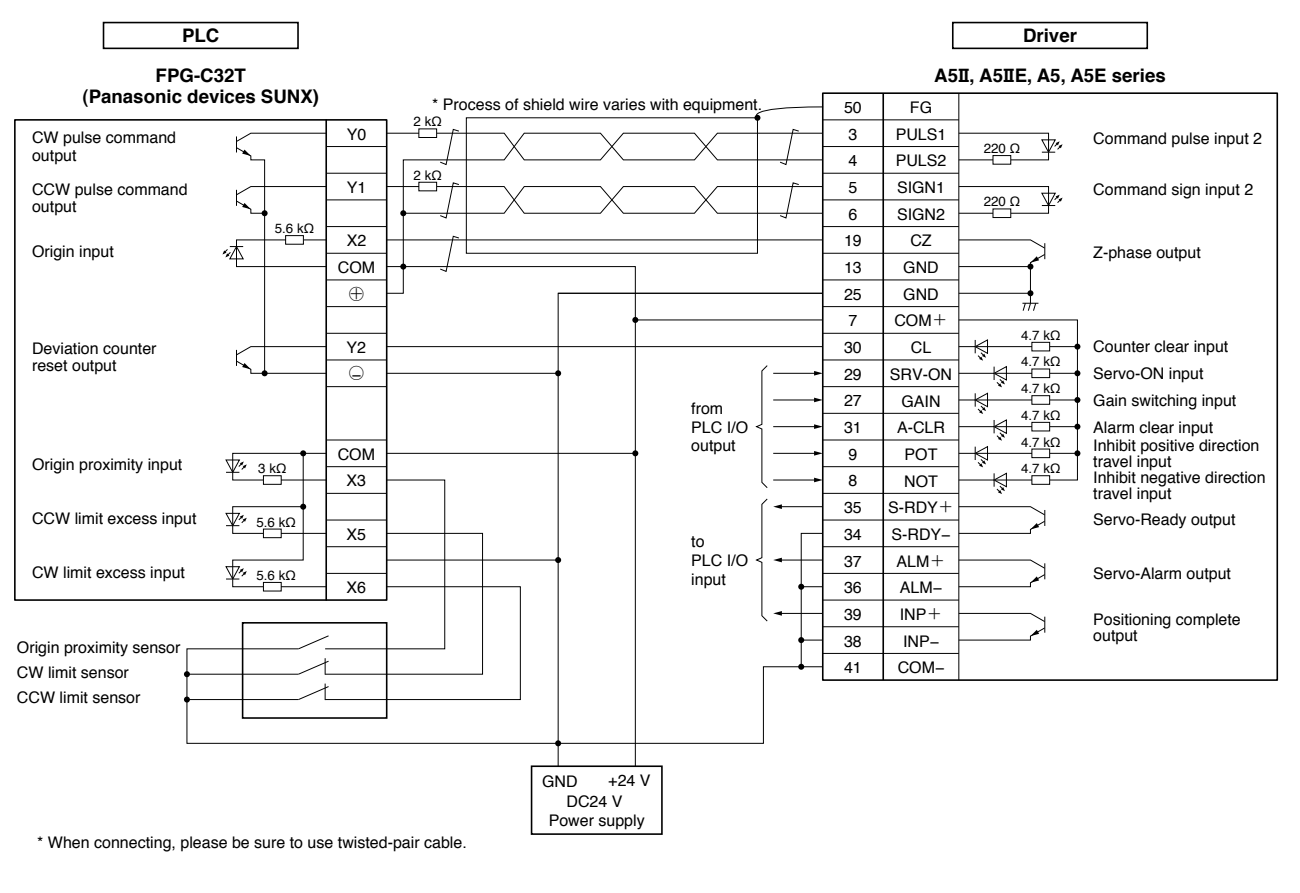 PLC
Driver
FPG-C32T
(Panasonic devices SUNX)
A5II, A5IIE, A5, A5E series
* Process of shield wire varies with equipment.
CW pulse command
output
CCW pulse command
output
Origin input
Deviation counter
reset output
Origin proximity input
CCW limit excess input
CW limit excess input
5.6 kΩ
3 kΩ
5.6 kΩ
5.6 kΩ
Y0
Y1
X2
COM
⊕
Y2
⊖
COM
X3
X5
X6
2 kΩ
2 kΩ
from
PLC I/O
output
to
PLC I/O
input
50 FG
3 PULS1
4 PULS2
5 SIGN1
6 SIGN2
19 CZ
13 GND
25 GND
7 COM+
30 CL
29 SRV-ON
27 GAIN
31 A-CLR
9 POT
8 NOT
35 S-RDY+
34 S-RDY–
37 ALM+
36 ALM–
39 INP+
38 INP–
41 COM–
220 Ω
220 Ω
4.7 kΩ
4.7 kΩ
4.7 kΩ
4.7 kΩ
4.7 kΩ
4.7 kΩ
Command pulse input 2
Command sign input 2
Z-phase output
Counter clear input
Servo-ON input
Gain switching input
Alarm clear input
Inhibit positive direction
travel input
Inhibit negative direction
travel input
Servo-Ready output
Servo-Alarm output
Positioning complete
output
Origin proximity sensor
CW limit sensor
CCW limit sensor
GND +24 V
DC24 V
Power supply
* When connecting, please be sure to use twisted-pair cable.